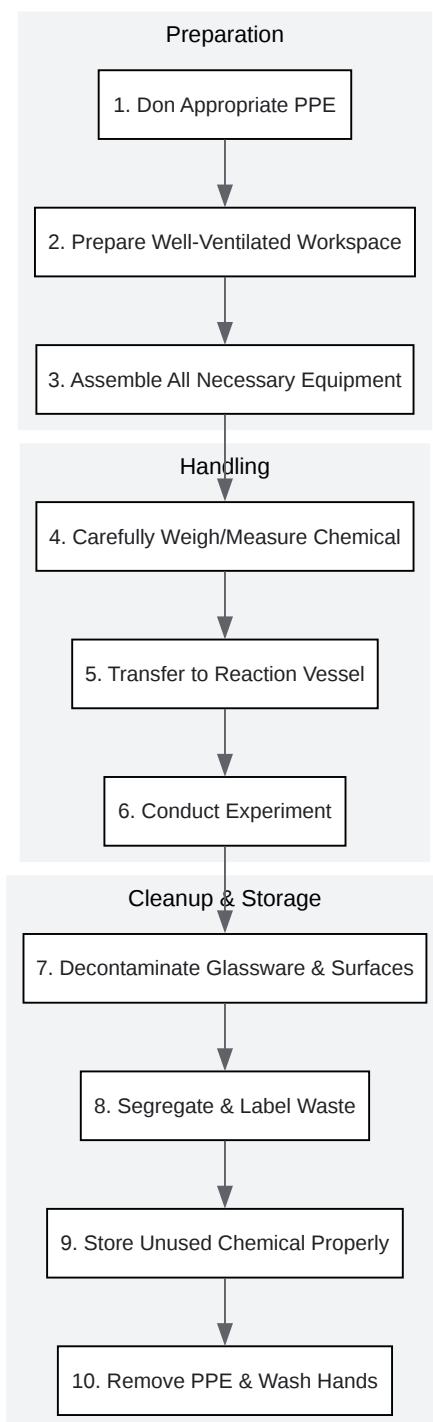 Preparation
1. Don Appropriate PPE
2. Prepare Well-Ventilated Workspace
3. Assemble All Necessary Equipment
Handling
4. Carefully Weigh/Measure Chemical
5. Transfer to Reaction Vessel
6. Conduct Experiment
Cleanup & Storage
7. Decontaminate Glassware & Surfaces
8. Segregate & Label Waste
9. Store Unused Chemical Properly
10. Remove PPE & Wash Hands